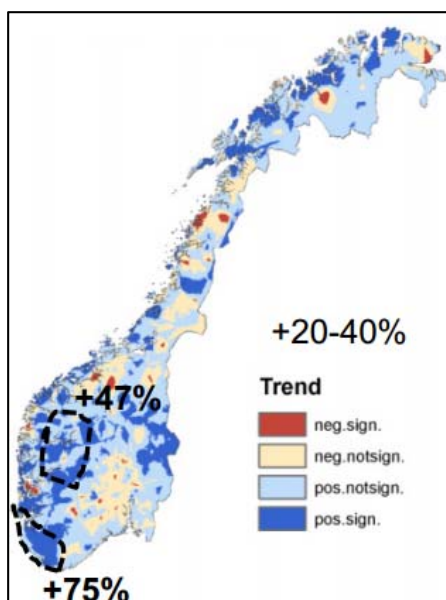 +20-40%
Trend
neg.sign.
neg.notsign.
pos.notsign.
pos.sign.
+47%
+75%